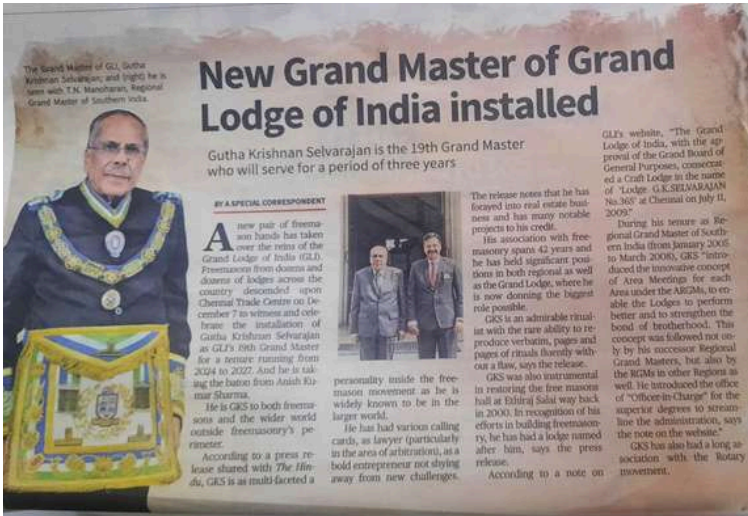 The Grand Master of GLI, Gutha
Krishnan Selvarajan; and (right) he is
seen with T.N. Manoharan, Regional
Grand Master of Southern India.
New Grand Master of Grand
Lodge of India installed
Gutha Krishnan Selvarajan is the 19th Grand Master
who will serve for a period of three years
BY A SPECIAL CORRESPONDENT
A new pair of freema-
son hands has taken
over the reins of the
Grand Lodge of India (GLI).
Freemasons from dozens and
dozens of lodges across the
country descended upon
Chennai Trade Centre on De-
cember 7 to witness and cele-
brate the installation of
Gutha Krishnan Selvarajan
as GLI's 19th Grand Master
for a tenure running from
2024 to 2027. And he is tak-
ing the baton from Anish Ku-
mar Sharma.
He is GKS to both freema-
sons and the wider world
outside freemasonry's pe-
rimeter.
According to a press re-
lease shared with The Hin-
du, GKS is as multi-faceted a
personality inside the free-
mason movement as he is
widely known to be in the
larger world.
He has had various calling
cards, as lawyer (particularly
in the area of arbitration), as a
bold entrepreneur not shying
away from new challenges.
The release notes that he has
forayed into real estate busi-
ness and has many notable
projects to his credit.
His association with free-
masonry spans 42 years and
he has held significant posi-
tions in both regional as well
as the Grand Lodge, where he
is now donning the biggest
role possible.
GKS is an admirable ritual-
ist with the rare ability to re-
produce verbatim, pages and
pages of rituals fluently with-
out a flaw, says the release.
GKS was also instrumental
in restoring the free masons
hall at Ethiraj Salai way back
in 2000. In recognition of his
efforts in building freemason-
ry, he has had a lodge named
after him, says the press
release.
According to a note on
GLI's website, "The Grand
Lodge of India, with the ap-
proval of the Grand Board of
General Purposes, consecrat-
ed a Craft Lodge in the name
of 'Lodge G.K.SELVARAJAN
No.365' at Chennai on July 11,
2009."
During his tenure as Re-
gional Grand Master of South-
ern India (from January 2005
to March 2008), GKS "intro-
duced the innovative concept
of Area Meetings for each
Area under the ARGMs, to en-
able the Lodges to perform
better and to strengthen the
bond of brotherhood. This
concept was followed not on-
ly by his successor Regional
Grand Masters, but also by
the RGMs in other Regions as
well. He introduced the office
of "Officer-in-Charge" for the
superior degrees to stream-
line the administration, says
the note on the website."
GKS has also had a long as-
sociation with the Rotary
movement.